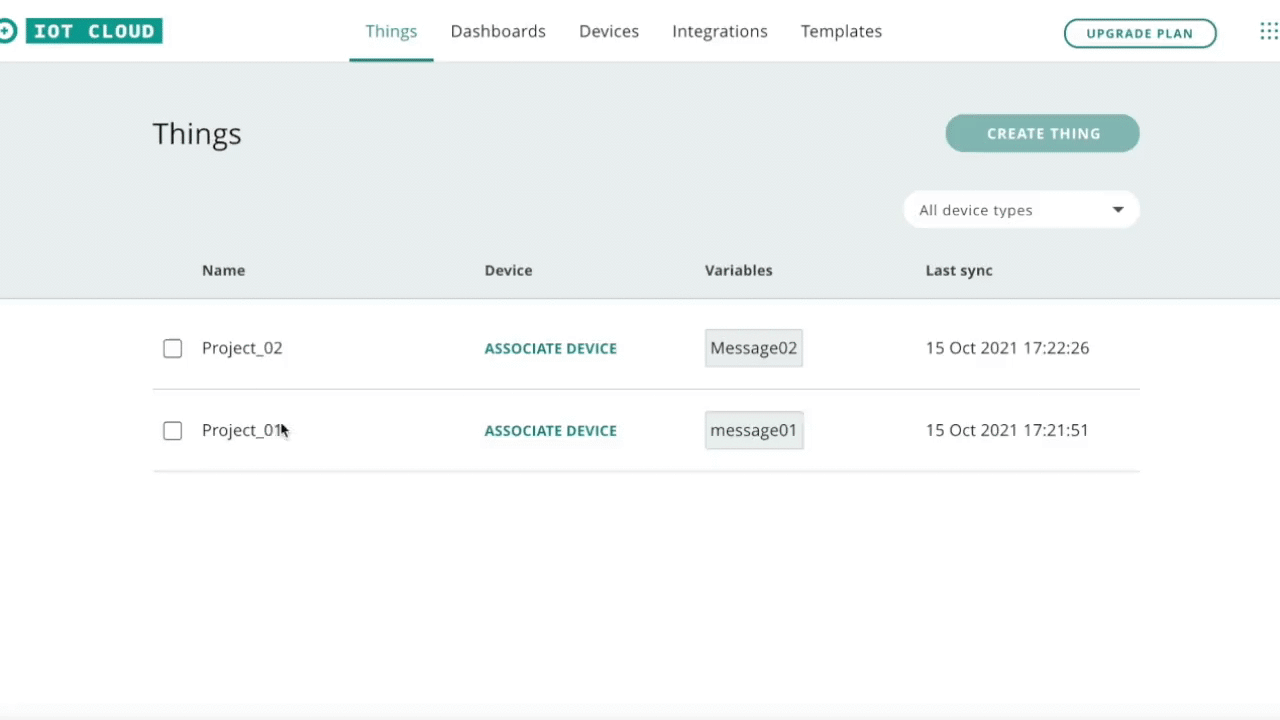 IOT CLOUD
Things Dashboards Devices Integrations Templates UPGRADE PLAN
Things CREATE THING
All device types
Name Device Variables Last sync
Project_02 ASSOCIATE DEVICE Message02 15 Oct 2021 17:22:26
Project_01 ASSOCIATE DEVICE message01 15 Oct 2021 17:21:51